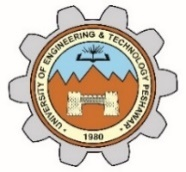 UNIVERSITY OF ENGINEERING & TECHNOLOGY PESHAWAR
1980